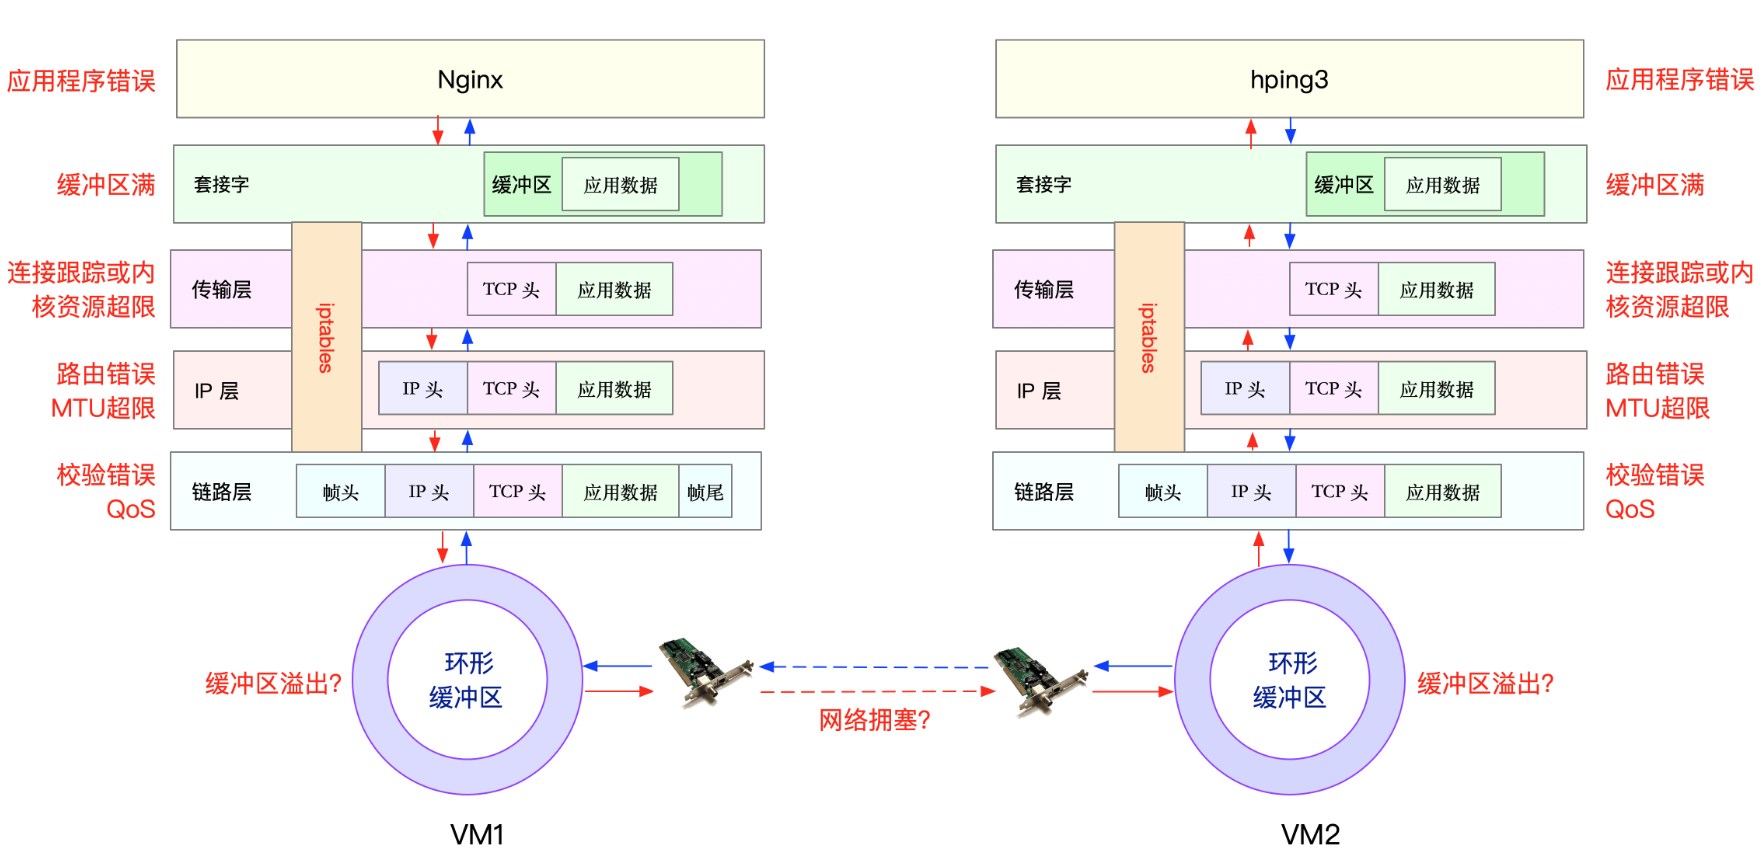 应用程序错误
Nginx
hping3
应用程序错误
缓冲区满
套接字
缓冲区
应用数据
套接字
缓冲区
应用数据
缓冲区满
连接跟踪或内
核资源超限
传输层
TCP 头
应用数据
iptables
传输层
TCP 头
应用数据
iptables
连接跟踪或内
核资源超限
路由错误
MTU超限
IP 层
IP 头
TCP 头
应用数据
IP 层
IP 头
TCP 头
应用数据
路由错误
MTU超限
校验错误
QoS
链路层
帧头
IP 头
TCP 头
应用数据
帧尾
链路层
帧头
IP 头
TCP 头
应用数据
校验错误
QoS
缓冲区溢出?
环形
缓冲区
网络拥塞?
环形
缓冲区
缓冲区溢出?
VM1
VM2